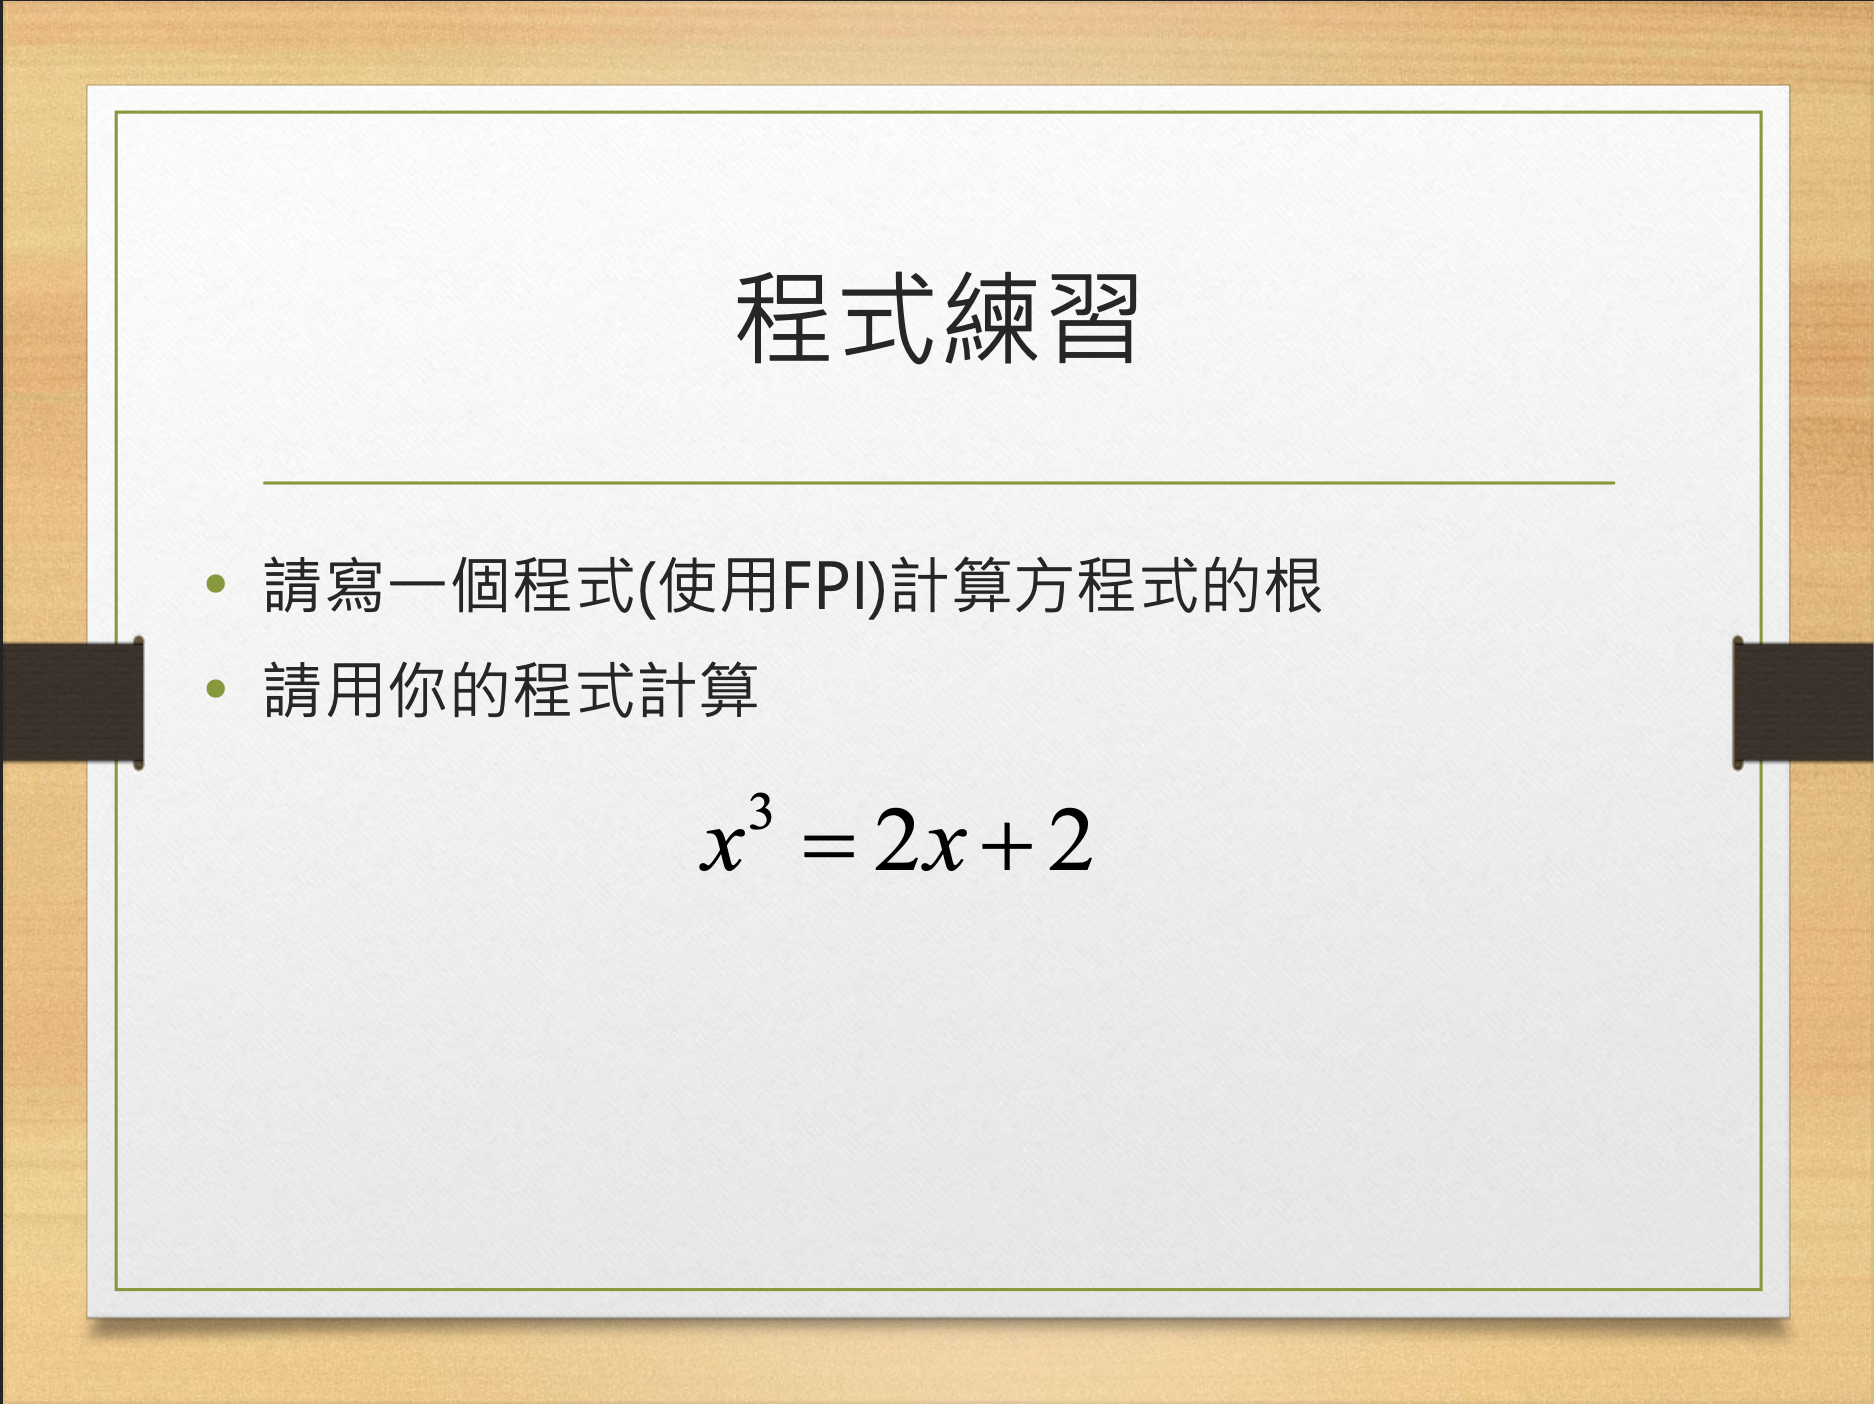 程式練習
• 請寫一個程式(使用FPI)計算方程式的根
• 請用你的程式計算
x³ = 2x + 2